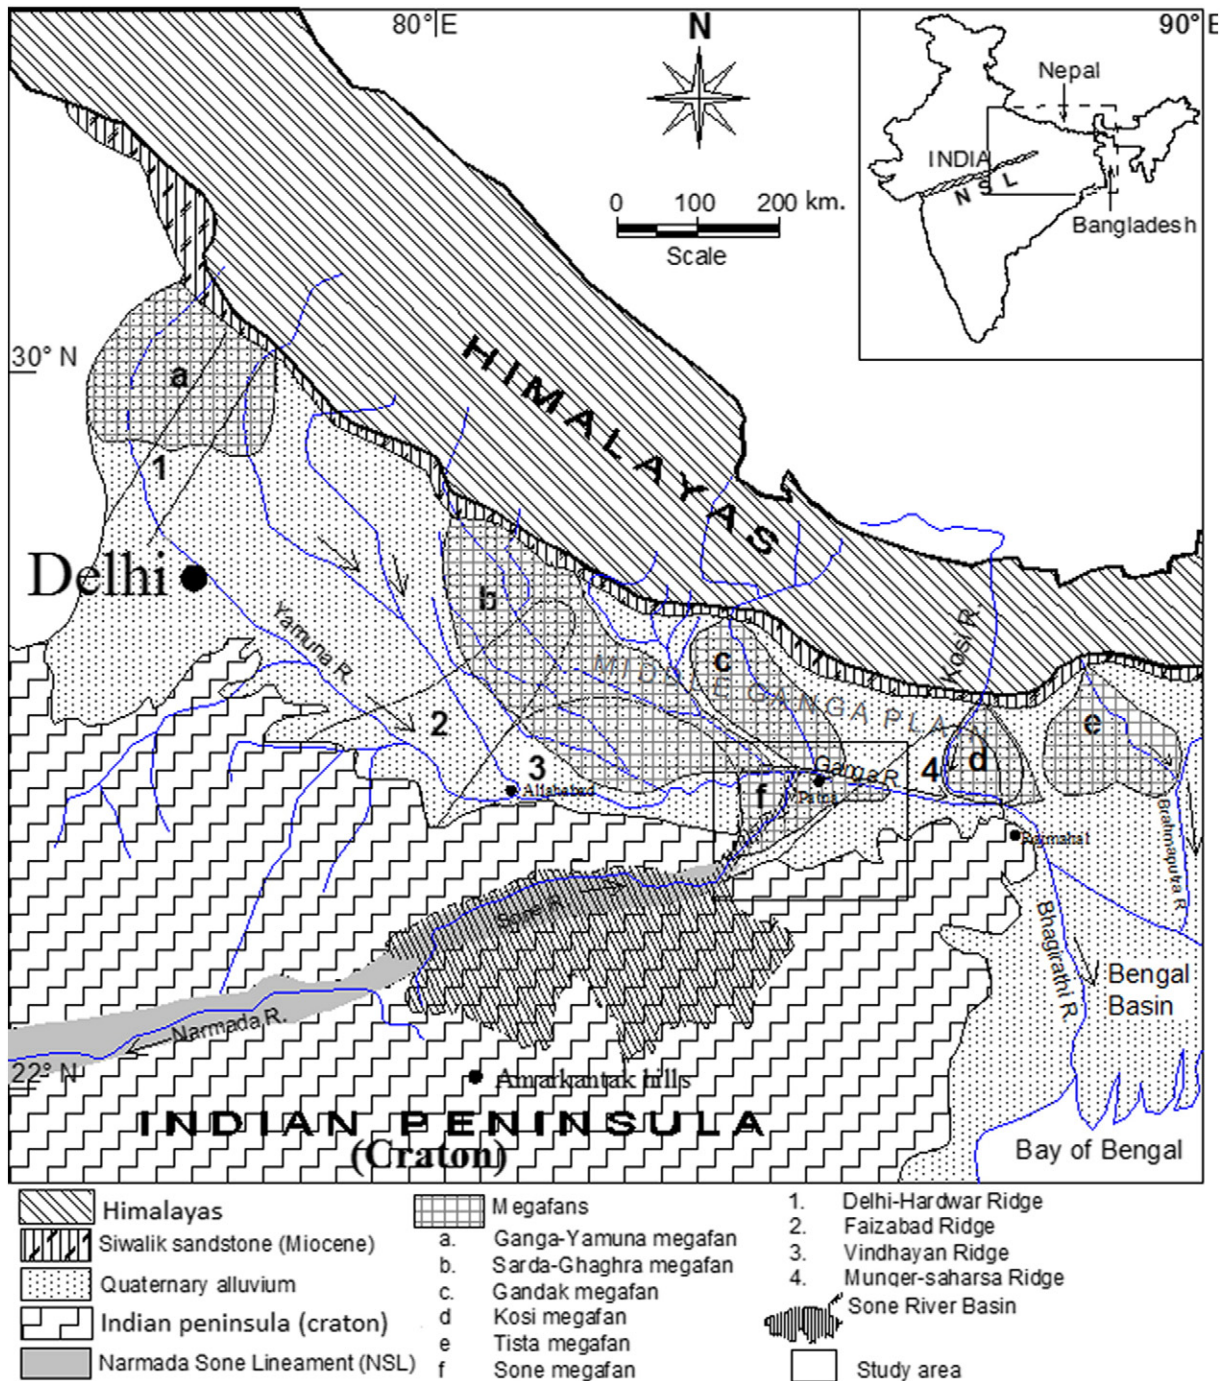 80° E
90° E
N
Nepal
INDIA
N S L
Bangladesh
0 100 200 km.
Scale
30° N
HIMALAYAS
a
1
Delhi
b
Yamuna R.
Kosi R.
c
MIDDLE GANGA PLAIN
e
2
3
Ganga R
4
d
Allahabad
f
Patna
Rajmahal
Brahmaputra R
Sone R.
Bhagirathi R.
Bengal
Basin
Narmada R.
22° N
Amarkantak hills
INDIAN PENINSULA
(Craton)
Bay of Bengal
Himalayas
Siwalik sandstone (Miocene)
Quaternary alluvium
Indian peninsula (craton)
Narmada Sone Lineament (NSL)
Megafans
a. Ganga-Yamuna megafan
b. Sarda-Ghaghra megafan
c. Gandak megafan
d Kosi megafan
e Tista megafan
f Sone megafan
1. Delhi-Hardwar Ridge
2. Faizabad Ridge
3. Vindhayan Ridge
4. Munger-saharsa Ridge
Sone River Basin
Study area